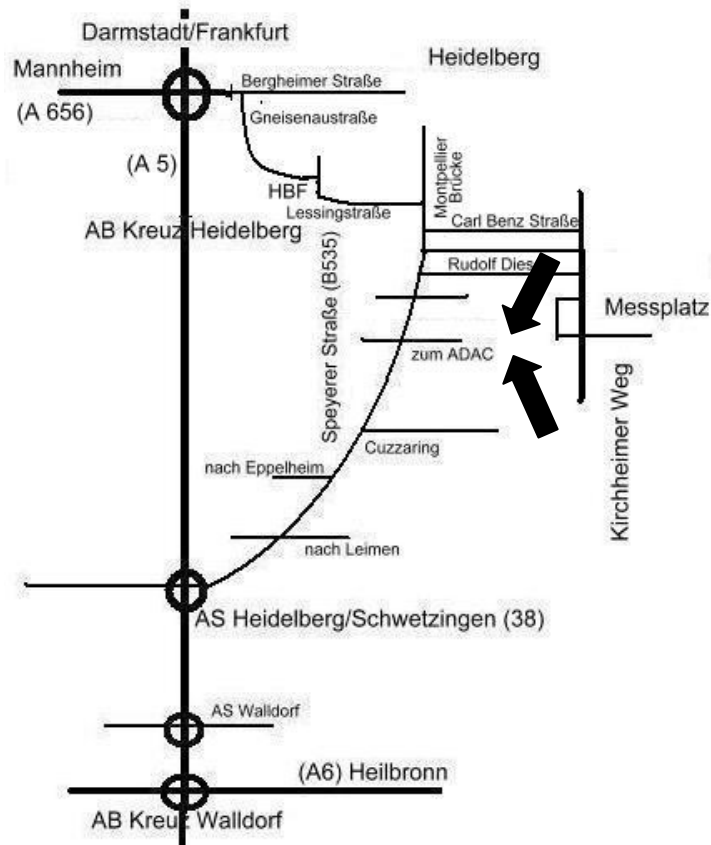 Darmstadt/Frankfurt
Heidelberg
Mannheim
Bergheimer Straße
(A 656)
Gneisenaustraße
(A 5)
Montpellier
Brücke
HBF
Lessingstraße
Carl Benz Straße
AB Kreuz Heidelberg
Rudolf Dies
Speyerer Straße (B535)
Messplatz
zum ADAC
Kirchheimer Weg
Cuzzaring
nach Eppelheim
nach Leimen
AS Heidelberg/Schwetzingen (38)
AS Walldorf
(A6) Heilbronn
AB Kreuz Walldorf